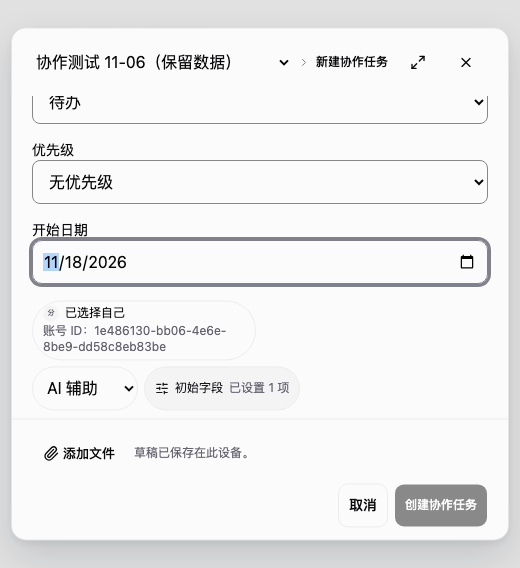 协作测试 11-06（保留数据） 新建协作任务
待办
优先级
无优先级
开始日期
11/18/2026
分 已选择自己
账号 ID：1e486130-bb06-4e6e-
8be9-dd58c8eb83be
AI 辅助 初始字段 已设置 1 项
添加文件 草稿已保存在此设备。
取消 创建协作任务